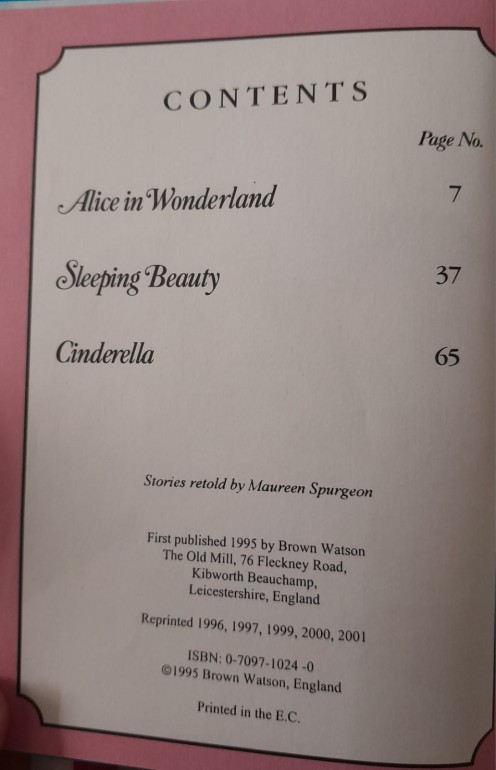 CONTENTS
Page No.
Alice in Wonderland 7
Sleeping Beauty 37
Cinderella 65
Stories retold by Maureen Spurgeon
First published 1995 by Brown Watson
The Old Mill, 76 Fleckney Road,
Kibworth Beauchamp,
Leicestershire, England
Reprinted 1996, 1997, 1999, 2000, 2001
ISBN: 0-7097-1024 -0
©1995 Brown Watson, England
Printed in the E.C.